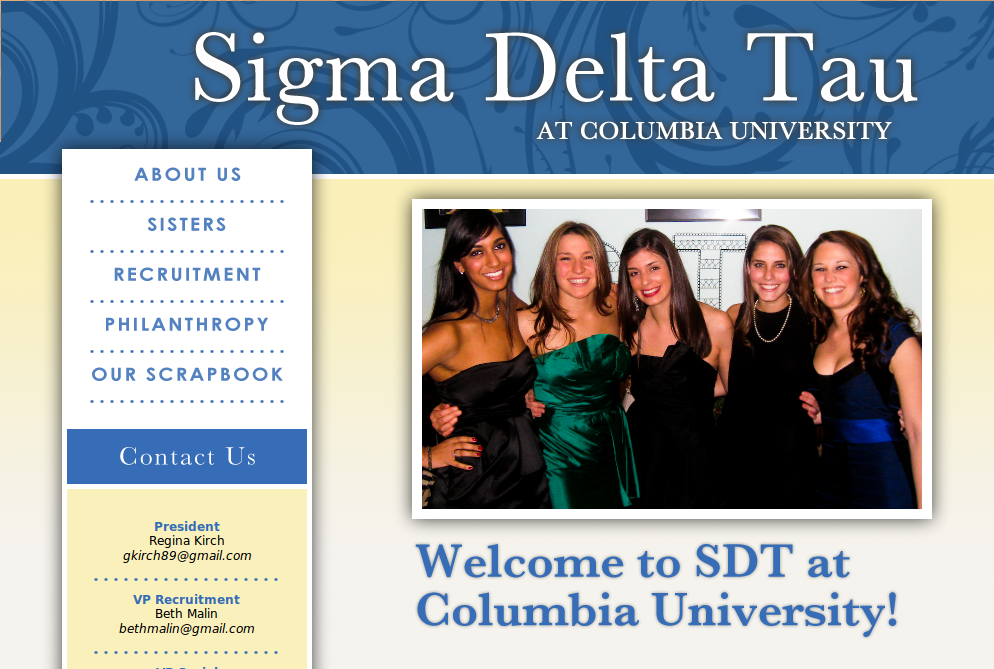 Sigma Delta Tau
AT COLUMBIA UNIVERSITY
ABOUT US
SISTERS
RECRUITMENT
PHILANTHROPY
OUR SCRAPBOOK
Contact Us
President
Regina Kirch
gkirch89@gmail.com
VP Recruitment
Beth Malin
bethmalin@gmail.com
Welcome to SDT at
Columbia University!